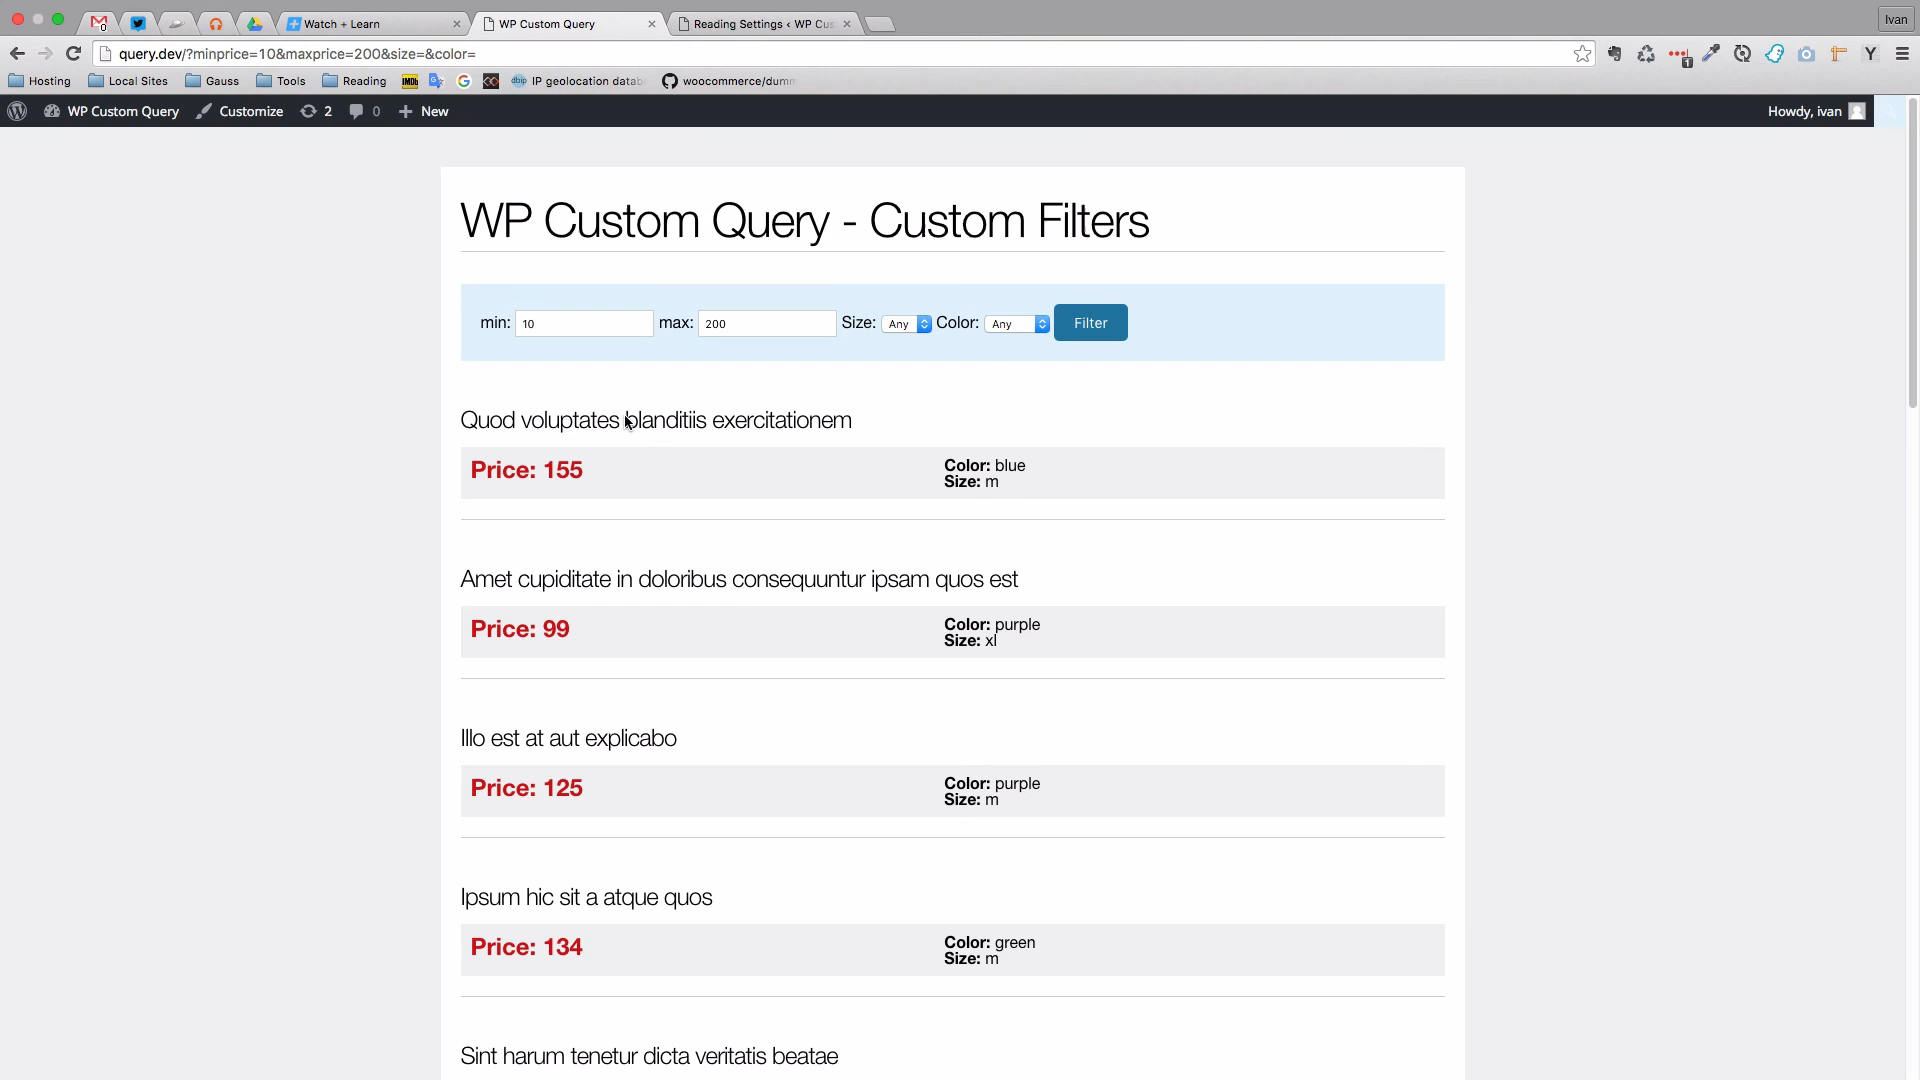 Watch + Learn
WP Custom Query
Reading Settings ‹ WP Cus
Ivan
query.dev/?minprice=10&maxprice=200&size=&color=
Hosting
Local Sites
Gauss
Tools
Reading
IMDb
dbip
IP geolocation datab
woocommerce/dumm
WP Custom Query
Customize
2
0
New
Howdy, ivan
WP Custom Query - Custom Filters
min: 10 max: 200 Size: Any Color: Any Filter
Quod voluptates blanditiis exercitationem
Price: 155
Color: blue
Size: m
Amet cupiditate in doloribus consequuntur ipsam quos est
Price: 99
Color: purple
Size: xl
Illo est at aut explicabo
Price: 125
Color: purple
Size: m
Ipsum hic sit a atque quos
Price: 134
Color: green
Size: m
Sint harum tenetur dicta veritatis beatae